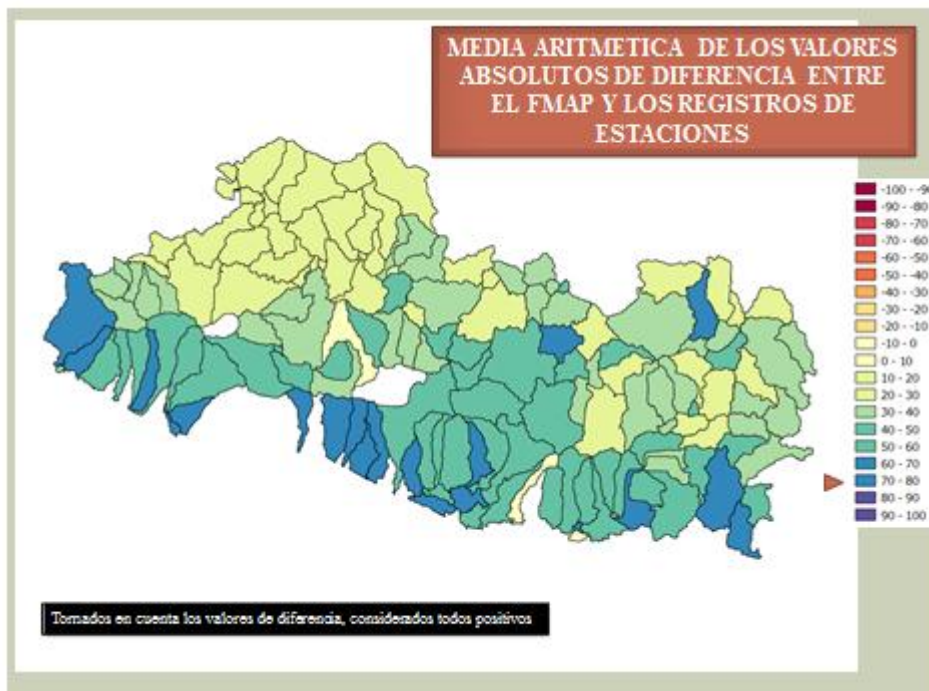 MEDIA ARITMETICA DE LOS VALORES
ABSOLUTOS DE DIFERENCIA ENTRE
EL FMAP Y LOS REGISTROS DE
ESTACIONES
-100 - -90
-90 - -80
-80 - -70
-70 - -60
-60 - -50
-50 - -40
-40 - -30
-30 - -20
-20 - -10
-10 - 0
0 - 10
10 - 20
20 - 30
30 - 40
40 - 50
50 - 60
60 - 70
70 - 80
80 - 90
90 - 100
Tomados en cuenta los valores de diferencia, considerados todos positivos